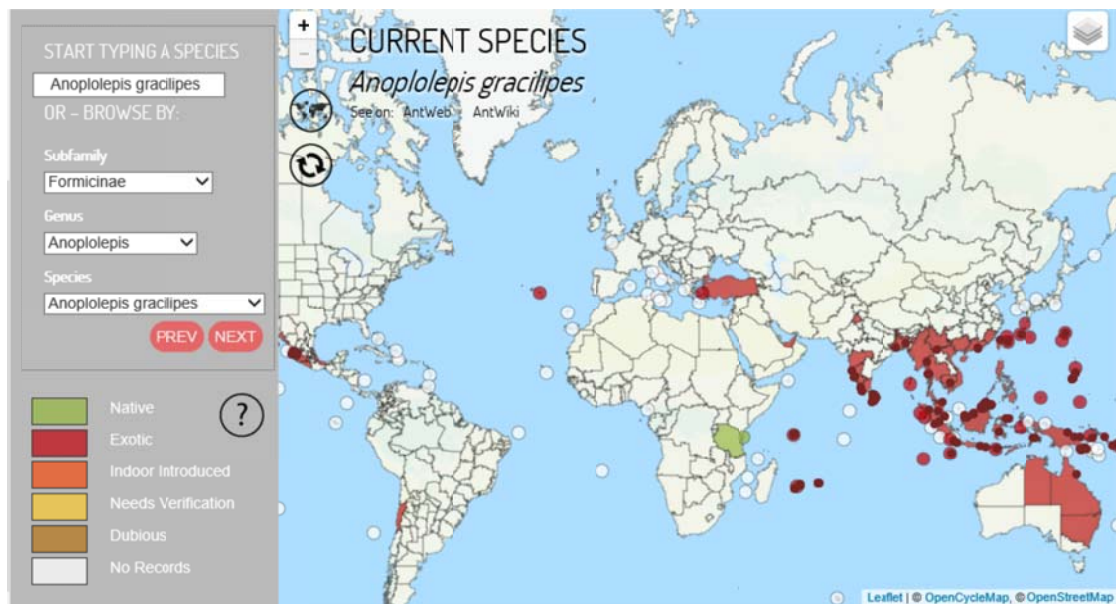 START TYPING A SPECIES
Anoplolepis gracilipes
OR – BROWSE BY:
Subfamily
Formicinae
Genus
Anoplolepis
Species
Anoplolepis gracilipes
PREV NEXT
Native
Exotic
Indoor Introduced
Needs Verification
Dubious
No Records
?
+
−
CURRENT SPECIES
Anoplolepis gracilipes
See on: AntWeb AntWiki
Leaflet | © OpenCycleMap, © OpenStreetMap